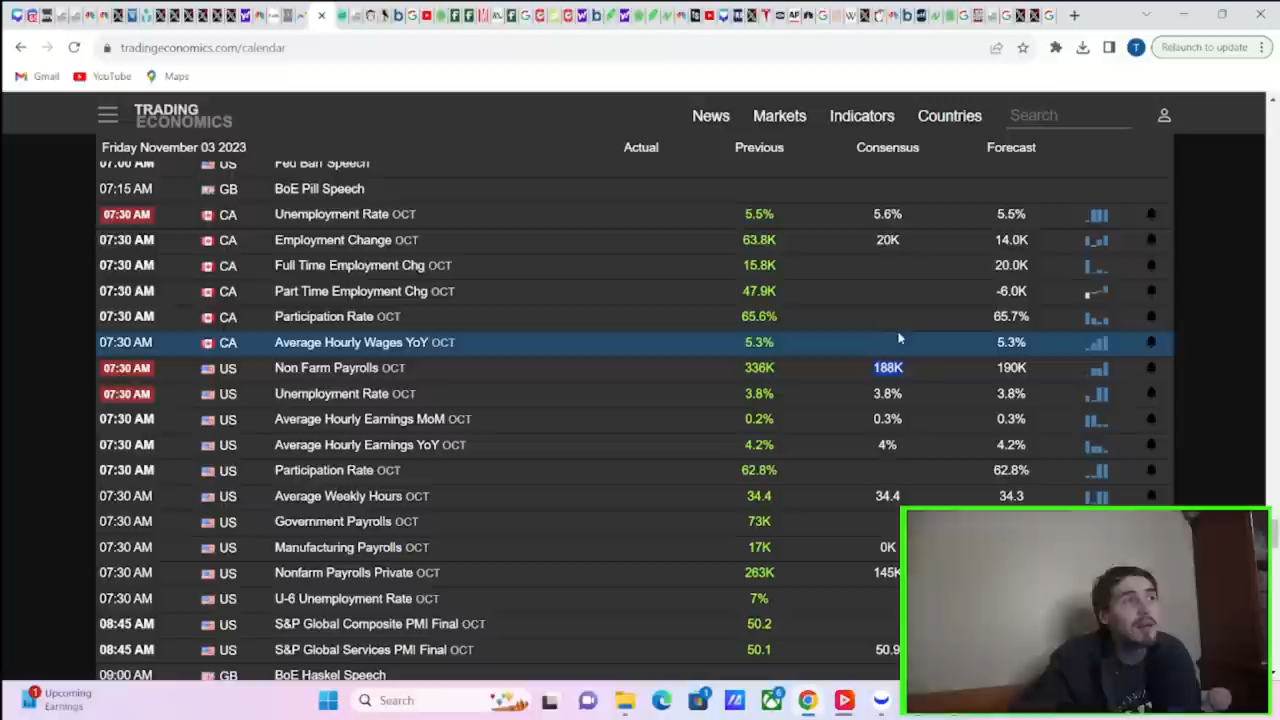 tradingeconomics.com/calendar
Relaunch to update
Gmail YouTube Maps
TRADING
ECONOMICS
News Markets Indicators Countries Search
Friday November 03 2023 Actual Previous Consensus Forecast
07:00 AM US Fed Barr Speech
07:15 AM GB BoE Pill Speech
07:30 AM CA Unemployment Rate OCT 5.5% 5.6% 5.5%
07:30 AM CA Employment Change OCT 63.8K 20K 14.0K
07:30 AM CA Full Time Employment Chg OCT 15.8K 20.0K
07:30 AM CA Part Time Employment Chg OCT 47.9K -6.0K
07:30 AM CA Participation Rate OCT 65.6% 65.7%
07:30 AM CA Average Hourly Wages YoY OCT 5.3% 5.3%
07:30 AM US Non Farm Payrolls OCT 336K 188K 190K
07:30 AM US Unemployment Rate OCT 3.8% 3.8% 3.8%
07:30 AM US Average Hourly Earnings MoM OCT 0.2% 0.3% 0.3%
07:30 AM US Average Hourly Earnings YoY OCT 4.2% 4% 4.2%
07:30 AM US Participation Rate OCT 62.8% 62.8%
07:30 AM US Average Weekly Hours OCT 34.4 34.4 34.3
07:30 AM US Government Payrolls OCT 73K
07:30 AM US Manufacturing Payrolls OCT 17K 0K
07:30 AM US Nonfarm Payrolls Private OCT 263K 145K
07:30 AM US U-6 Unemployment Rate OCT 7%
08:45 AM US S&P Global Composite PMI Final OCT 50.2
08:45 AM US S&P Global Services PMI Final OCT 50.1 50.9
09:00 AM GB BoE Haskel Speech
1 Upcoming
Earnings
Search